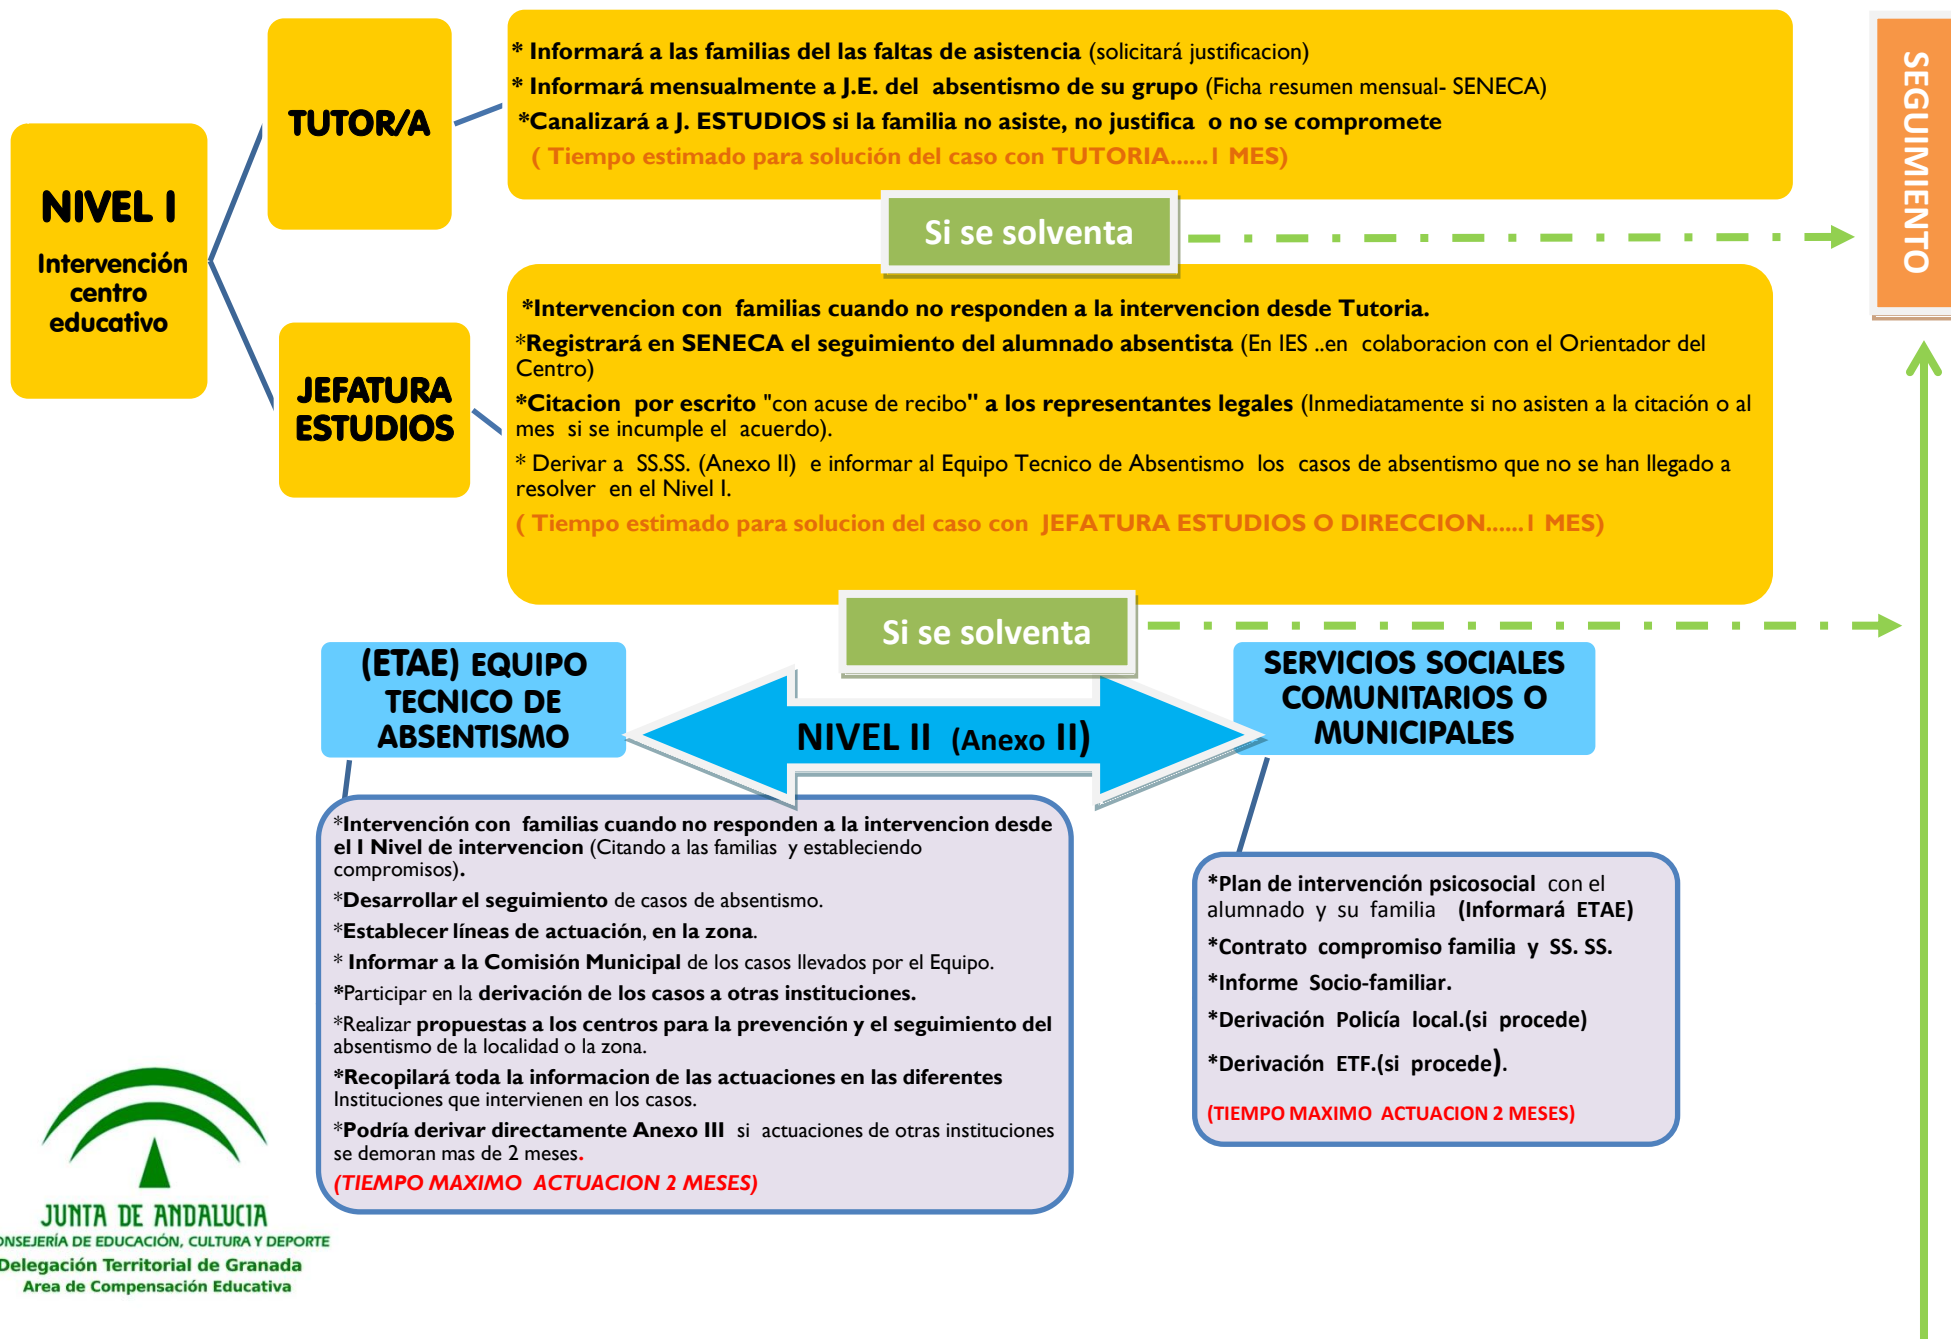 NIVEL I
Intervención
centro
educativo
TUTOR/A
* Informará a las familias del las faltas de asistencia (solicitará justificacion)
* Informará mensualmente a J.E. del absentismo de su grupo (Ficha resumen mensual- SENECA)
*Canalizará a J. ESTUDIOS si la familia no asiste, no justifica o no se compromete
( Tiempo estimado para solución del caso con TUTORIA......1 MES)
Si se solventa
SEGUIMIENTO
JEFATURA
ESTUDIOS
*Intervencion con familias cuando no responden a la intervencion desde Tutoria.
*Registrará en SENECA el seguimiento del alumnado absentista (En IES ..en colaboracion con el Orientador del
Centro)
*Citacion por escrito "con acuse de recibo" a los representantes legales (Inmediatamente si no asisten a la citación o al
mes si se incumple el acuerdo).
* Derivar a SS.SS. (Anexo II) e informar al Equipo Tecnico de Absentismo los casos de absentismo que no se han llegado a
resolver en el Nivel I.
( Tiempo estimado para solucion del caso con JEFATURA ESTUDIOS O DIRECCION......1 MES)
Si se solventa
(ETAE) EQUIPO
TECNICO DE
ABSENTISMO
NIVEL II (Anexo II)
SERVICIOS SOCIALES
COMUNITARIOS O
MUNICIPALES
*Intervención con familias cuando no responden a la intervencion desde
el I Nivel de intervencion (Citando a las familias y estableciendo
compromisos).
*Desarrollar el seguimiento de casos de absentismo.
*Establecer líneas de actuación, en la zona.
* Informar a la Comisión Municipal de los casos llevados por el Equipo.
*Participar en la derivación de los casos a otras instituciones.
*Realizar propuestas a los centros para la prevención y el seguimiento del
absentismo de la localidad o la zona.
*Recopilará toda la informacion de las actuaciones en las diferentes
Instituciones que intervienen en los casos.
*Podría derivar directamente Anexo III si actuaciones de otras instituciones
se demoran mas de 2 meses.
(TIEMPO MAXIMO ACTUACION 2 MESES)
*Plan de intervención psicosocial con el
alumnado y su familia (Informará ETAE)
*Contrato compromiso familia y SS. SS.
*Informe Socio-familiar.
*Derivación Policía local.(si procede)
*Derivación ETF.(si procede).
(TIEMPO MAXIMO ACTUACION 2 MESES)
JUNTA DE ANDALUCIA
ONSEJERÍA DE EDUCACIÓN, CULTURA Y DEPORTE
Delegación Territorial de Granada
Area de Compensación Educativa